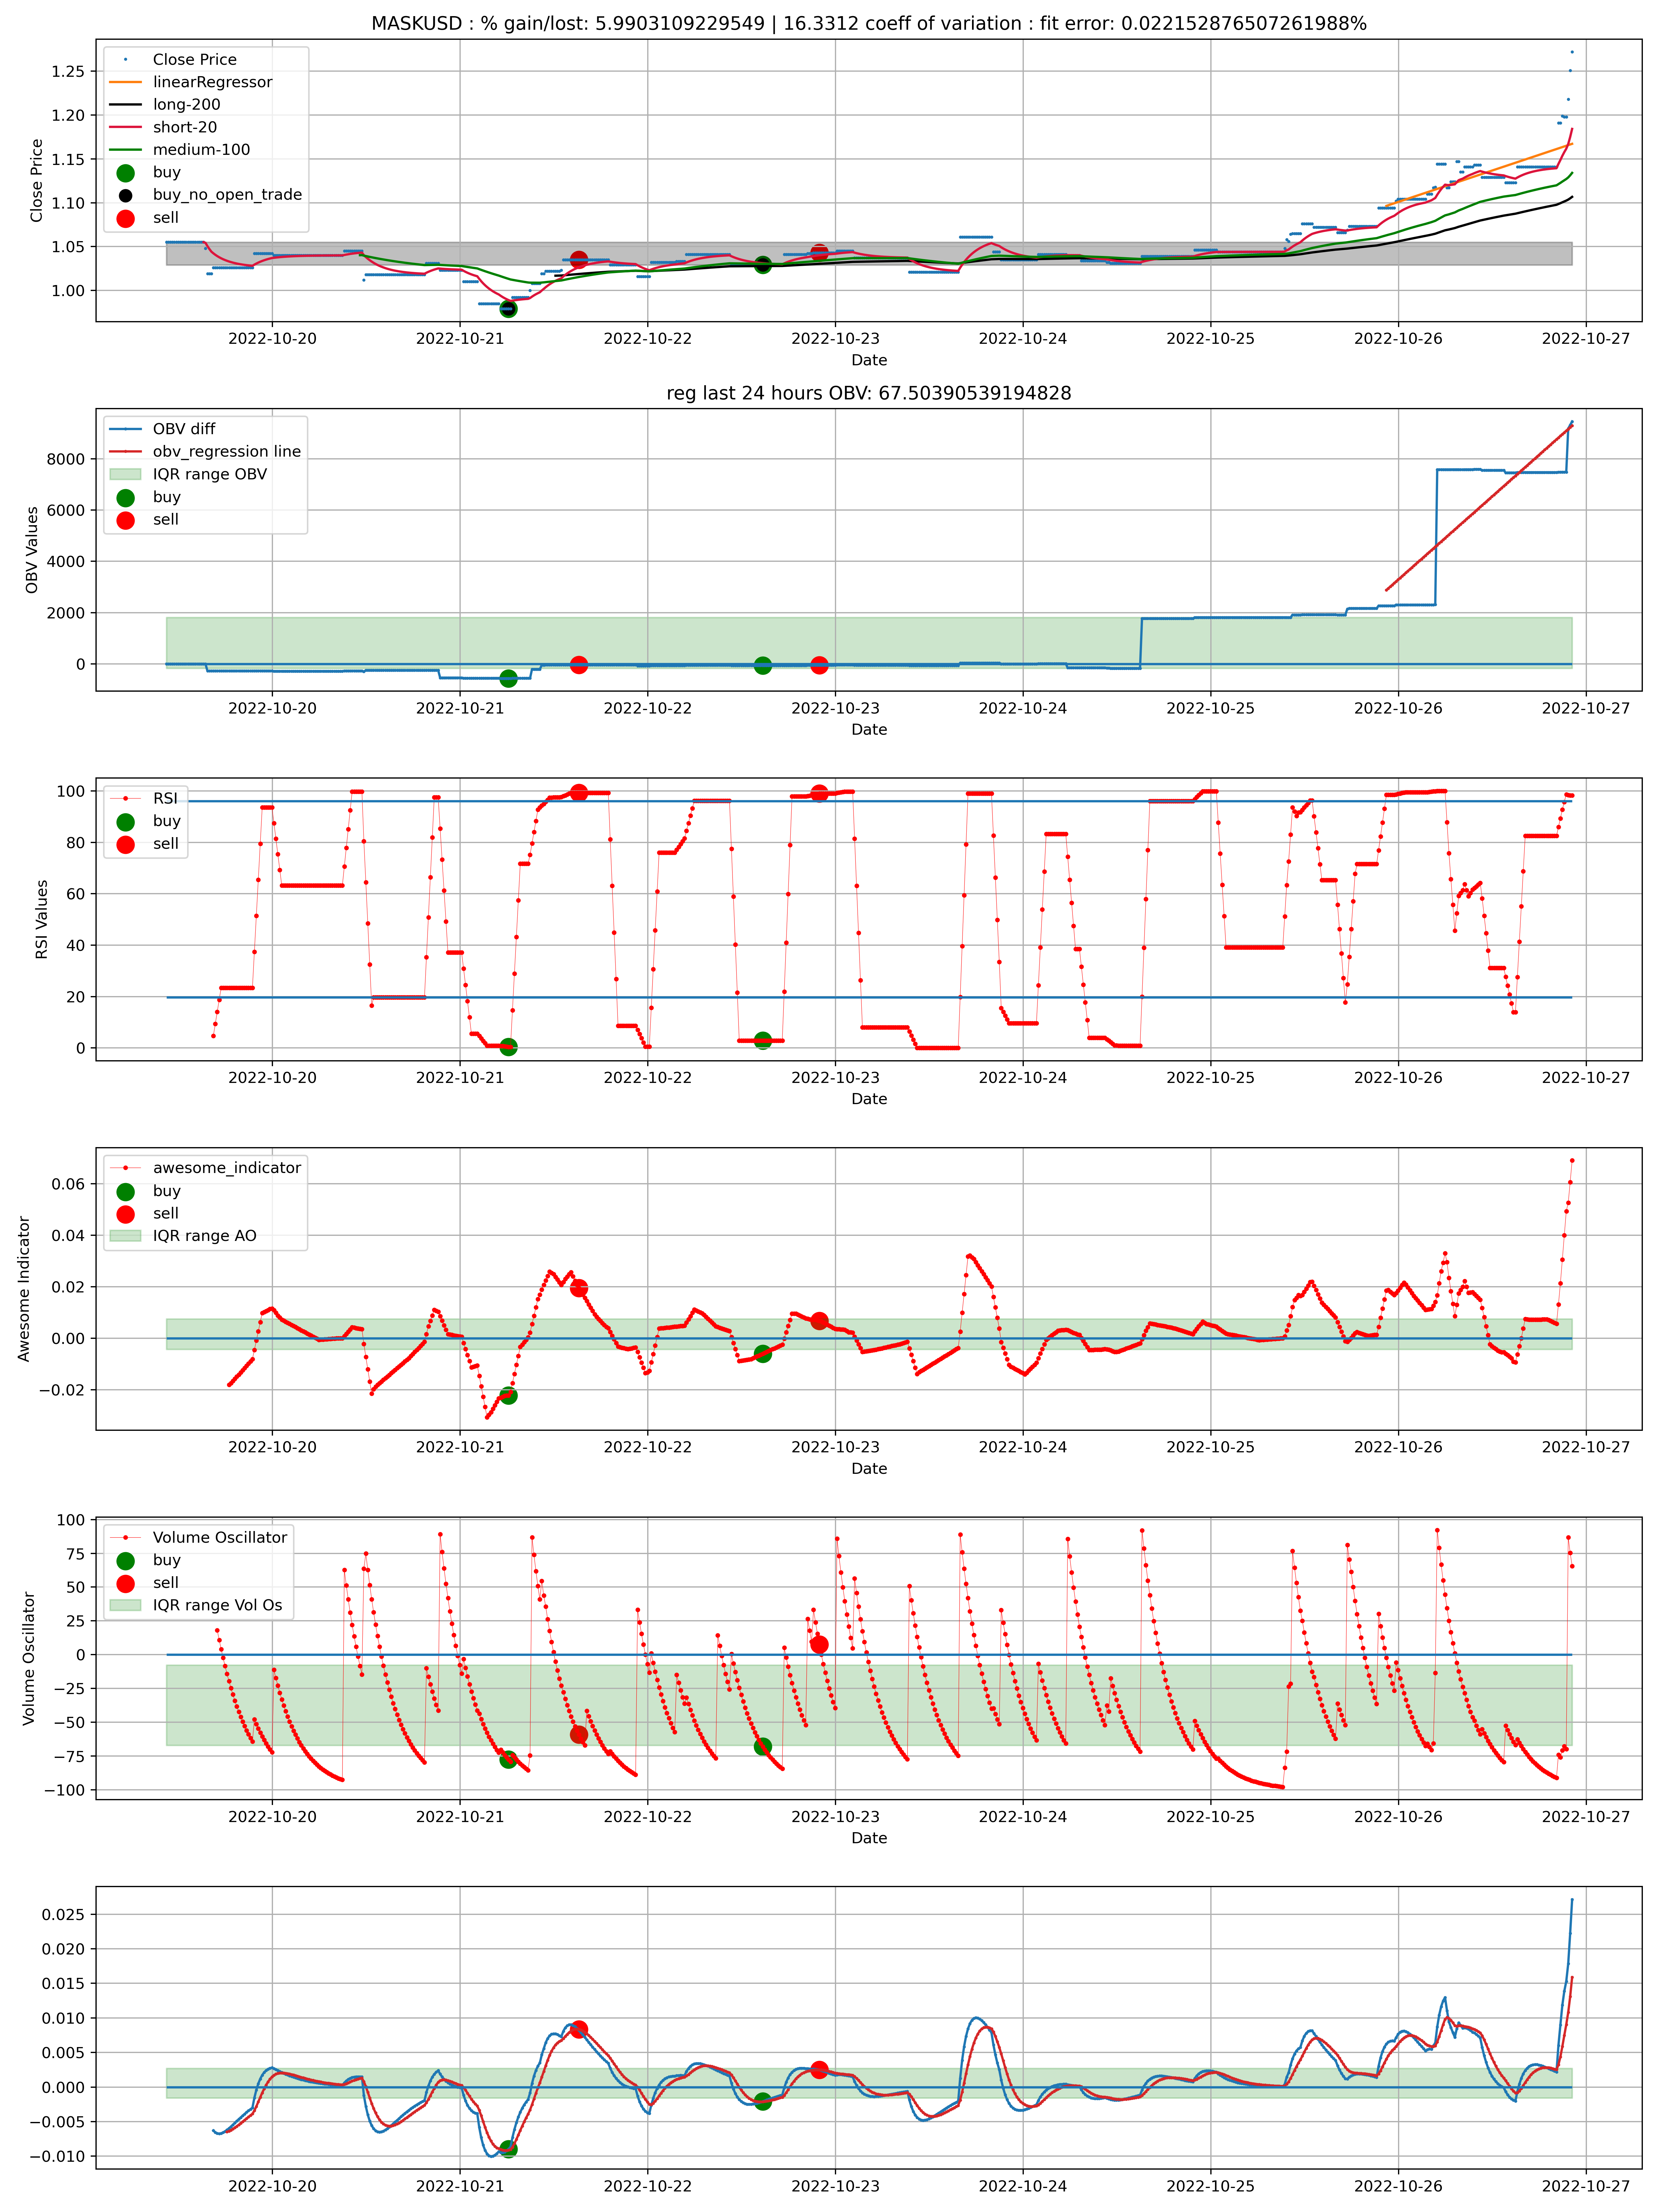 MASKUSD : % gain/lost: 5.9903109229549 | 16.3312 coeff of variation : fit error: 0.022152876507261988%
Close Price
linearRegressor
long-200
short-20
medium-100
buy
buy_no_open_trade
sell
1.25
1.20
1.15
1.10
1.05
1.00
Close Price
2022-10-20 2022-10-21 2022-10-22 2022-10-23 2022-10-24 2022-10-25 2022-10-26 2022-10-27
Date
reg last 24 hours OBV: 67.50390539194828
OBV diff
obv_regression line
IQR range OBV
buy
sell
8000
6000
4000
2000
0
OBV Values
2022-10-20 2022-10-21 2022-10-22 2022-10-23 2022-10-24 2022-10-25 2022-10-26 2022-10-27
Date
RSI
buy
sell
100
80
60
40
20
0
RSI Values
2022-10-20 2022-10-21 2022-10-22 2022-10-23 2022-10-24 2022-10-25 2022-10-26 2022-10-27
Date
awesome_indicator
buy
sell
IQR range AO
0.06
0.04
0.02
0.00
−0.02
Awesome Indicator
2022-10-20 2022-10-21 2022-10-22 2022-10-23 2022-10-24 2022-10-25 2022-10-26 2022-10-27
Date
Volume Oscillator
buy
sell
IQR range Vol Os
100
75
50
25
0
−25
−50
−75
−100
Volume Oscillator
2022-10-20 2022-10-21 2022-10-22 2022-10-23 2022-10-24 2022-10-25 2022-10-26 2022-10-27
Date
0.025
0.020
0.015
0.010
0.005
0.000
−0.005
−0.010
2022-10-20 2022-10-21 2022-10-22 2022-10-23 2022-10-24 2022-10-25 2022-10-26 2022-10-27